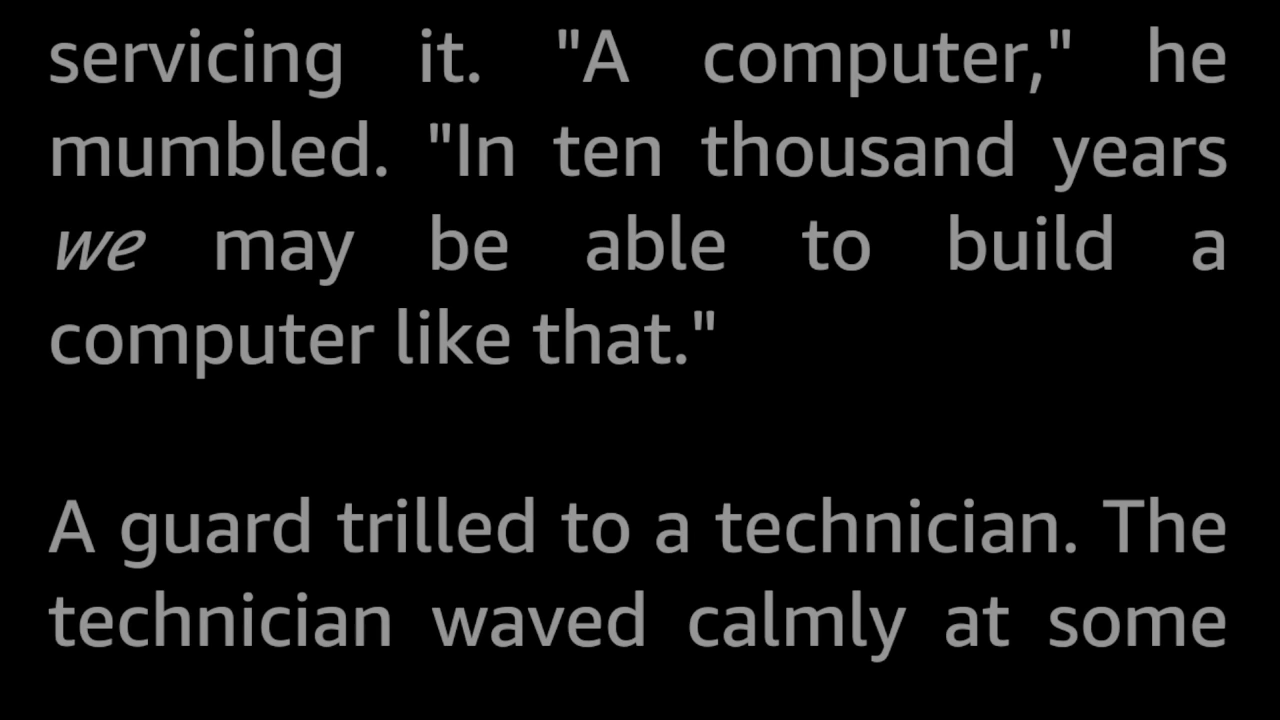 servicing it. "A computer," he
mumbled. "In ten thousand years
we may be able to build a
computer like that."
A guard trilled to a technician. The
technician waved calmly at some